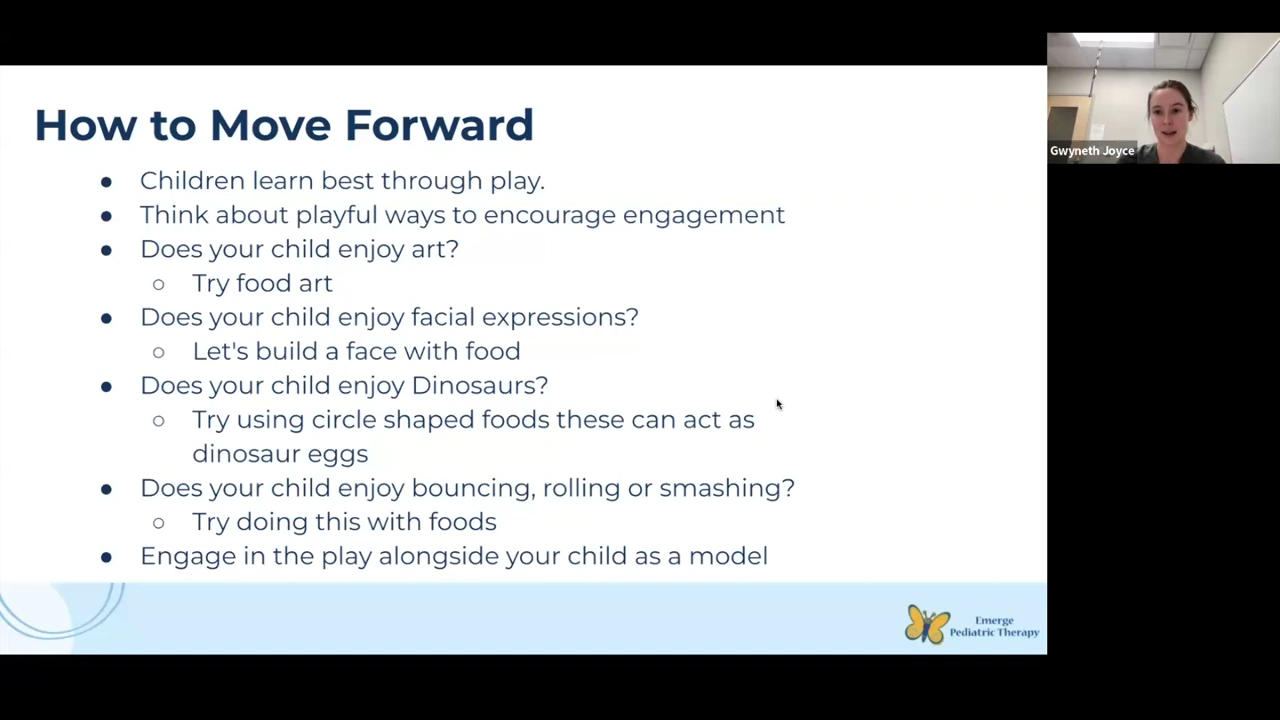 How to Move Forward
● Children learn best through play.
● Think about playful ways to encourage engagement
● Does your child enjoy art?
○ Try food art
● Does your child enjoy facial expressions?
○ Let's build a face with food
● Does your child enjoy Dinosaurs?
○ Try using circle shaped foods these can act as
dinosaur eggs
● Does your child enjoy bouncing, rolling or smashing?
○ Try doing this with foods
● Engage in the play alongside your child as a model
Emerge
Pediatric Therapy
Gwyneth Joyce